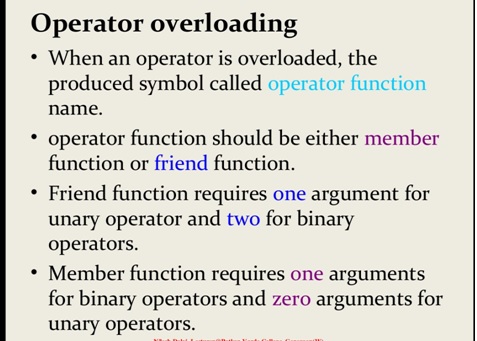 Operator overloading
• When an operator is overloaded, the
produced symbol called operator function
name.
• operator function should be either member
function or friend function.
• Friend function requires one argument for
unary operator and two for binary
operators.
• Member function requires one arguments
for binary operators and zero arguments for
unary operators.